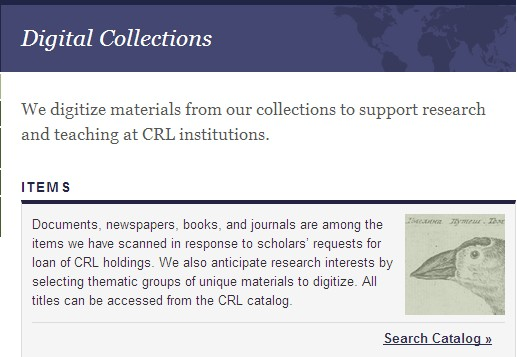 Digital Collections
We digitize materials from our collections to support research
and teaching at CRL institutions.
ITEMS
Documents, newspapers, books, and journals are among the
items we have scanned in response to scholars' requests for
loan of CRL holdings. We also anticipate research interests by
selecting thematic groups of unique materials to digitize. All
titles can be accessed from the CRL catalog.
Search Catalog »